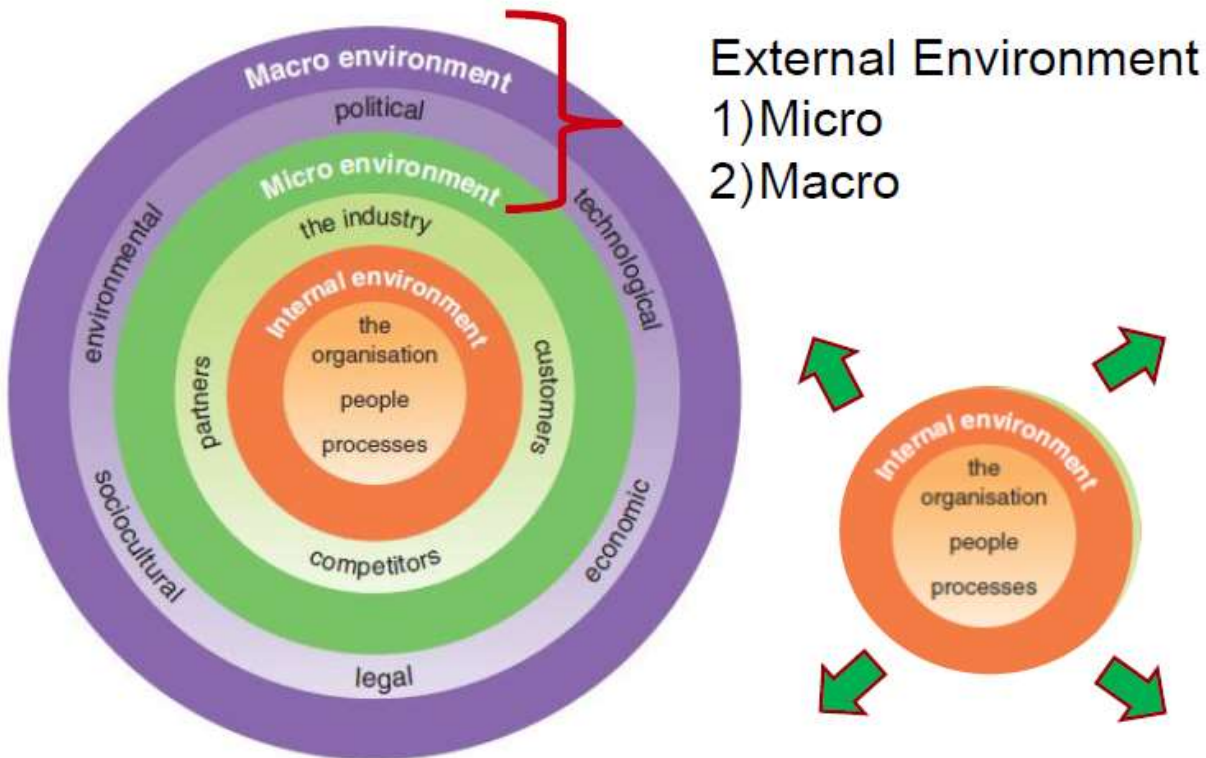 Macro environment
political
Micro environment
the industry
Internal environment
the
organisation
people
processes
environmental
technological
partners
customers
competitors
sociocultural
economic
legal
External Environment
1)Micro
2)Macro
Internal environment
the
organisation
people
processes